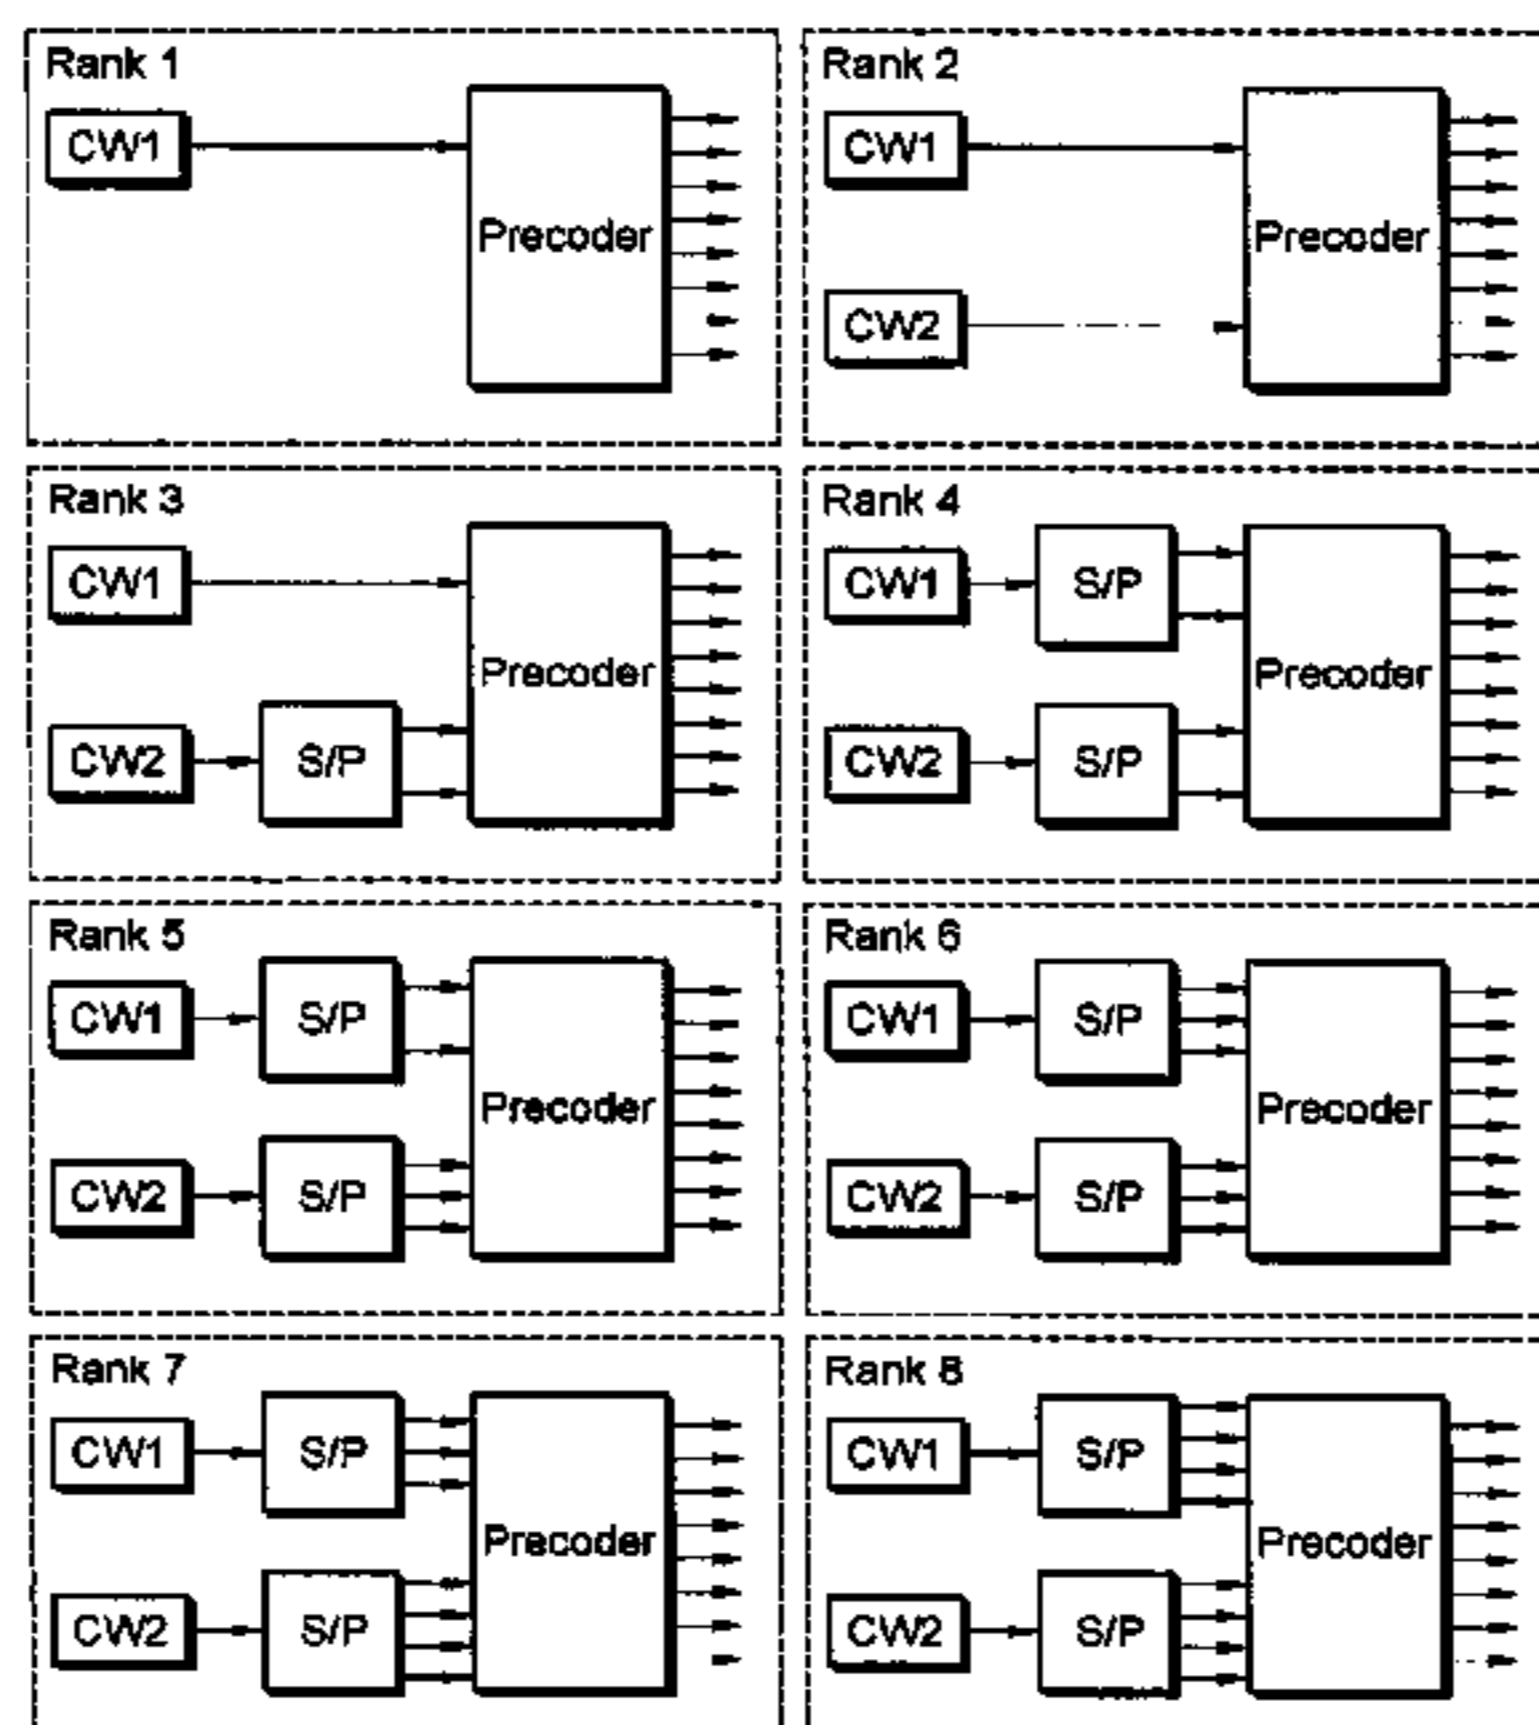 Rank 1
CW1
Precoder
Rank 2
CW1
Precoder
CW2
Rank 3
CW1
Precoder
CW2
S/P
Rank 4
CW1
S/P
Precoder
CW2
S/P
Rank 5
CW1
S/P
Precoder
CW2
S/P
Rank 6
CW1
S/P
Precoder
CW2
S/P
Rank 7
CW1
S/P
Precoder
CW2
S/P
Rank 8
CW1
S/P
Precoder
CW2
S/P